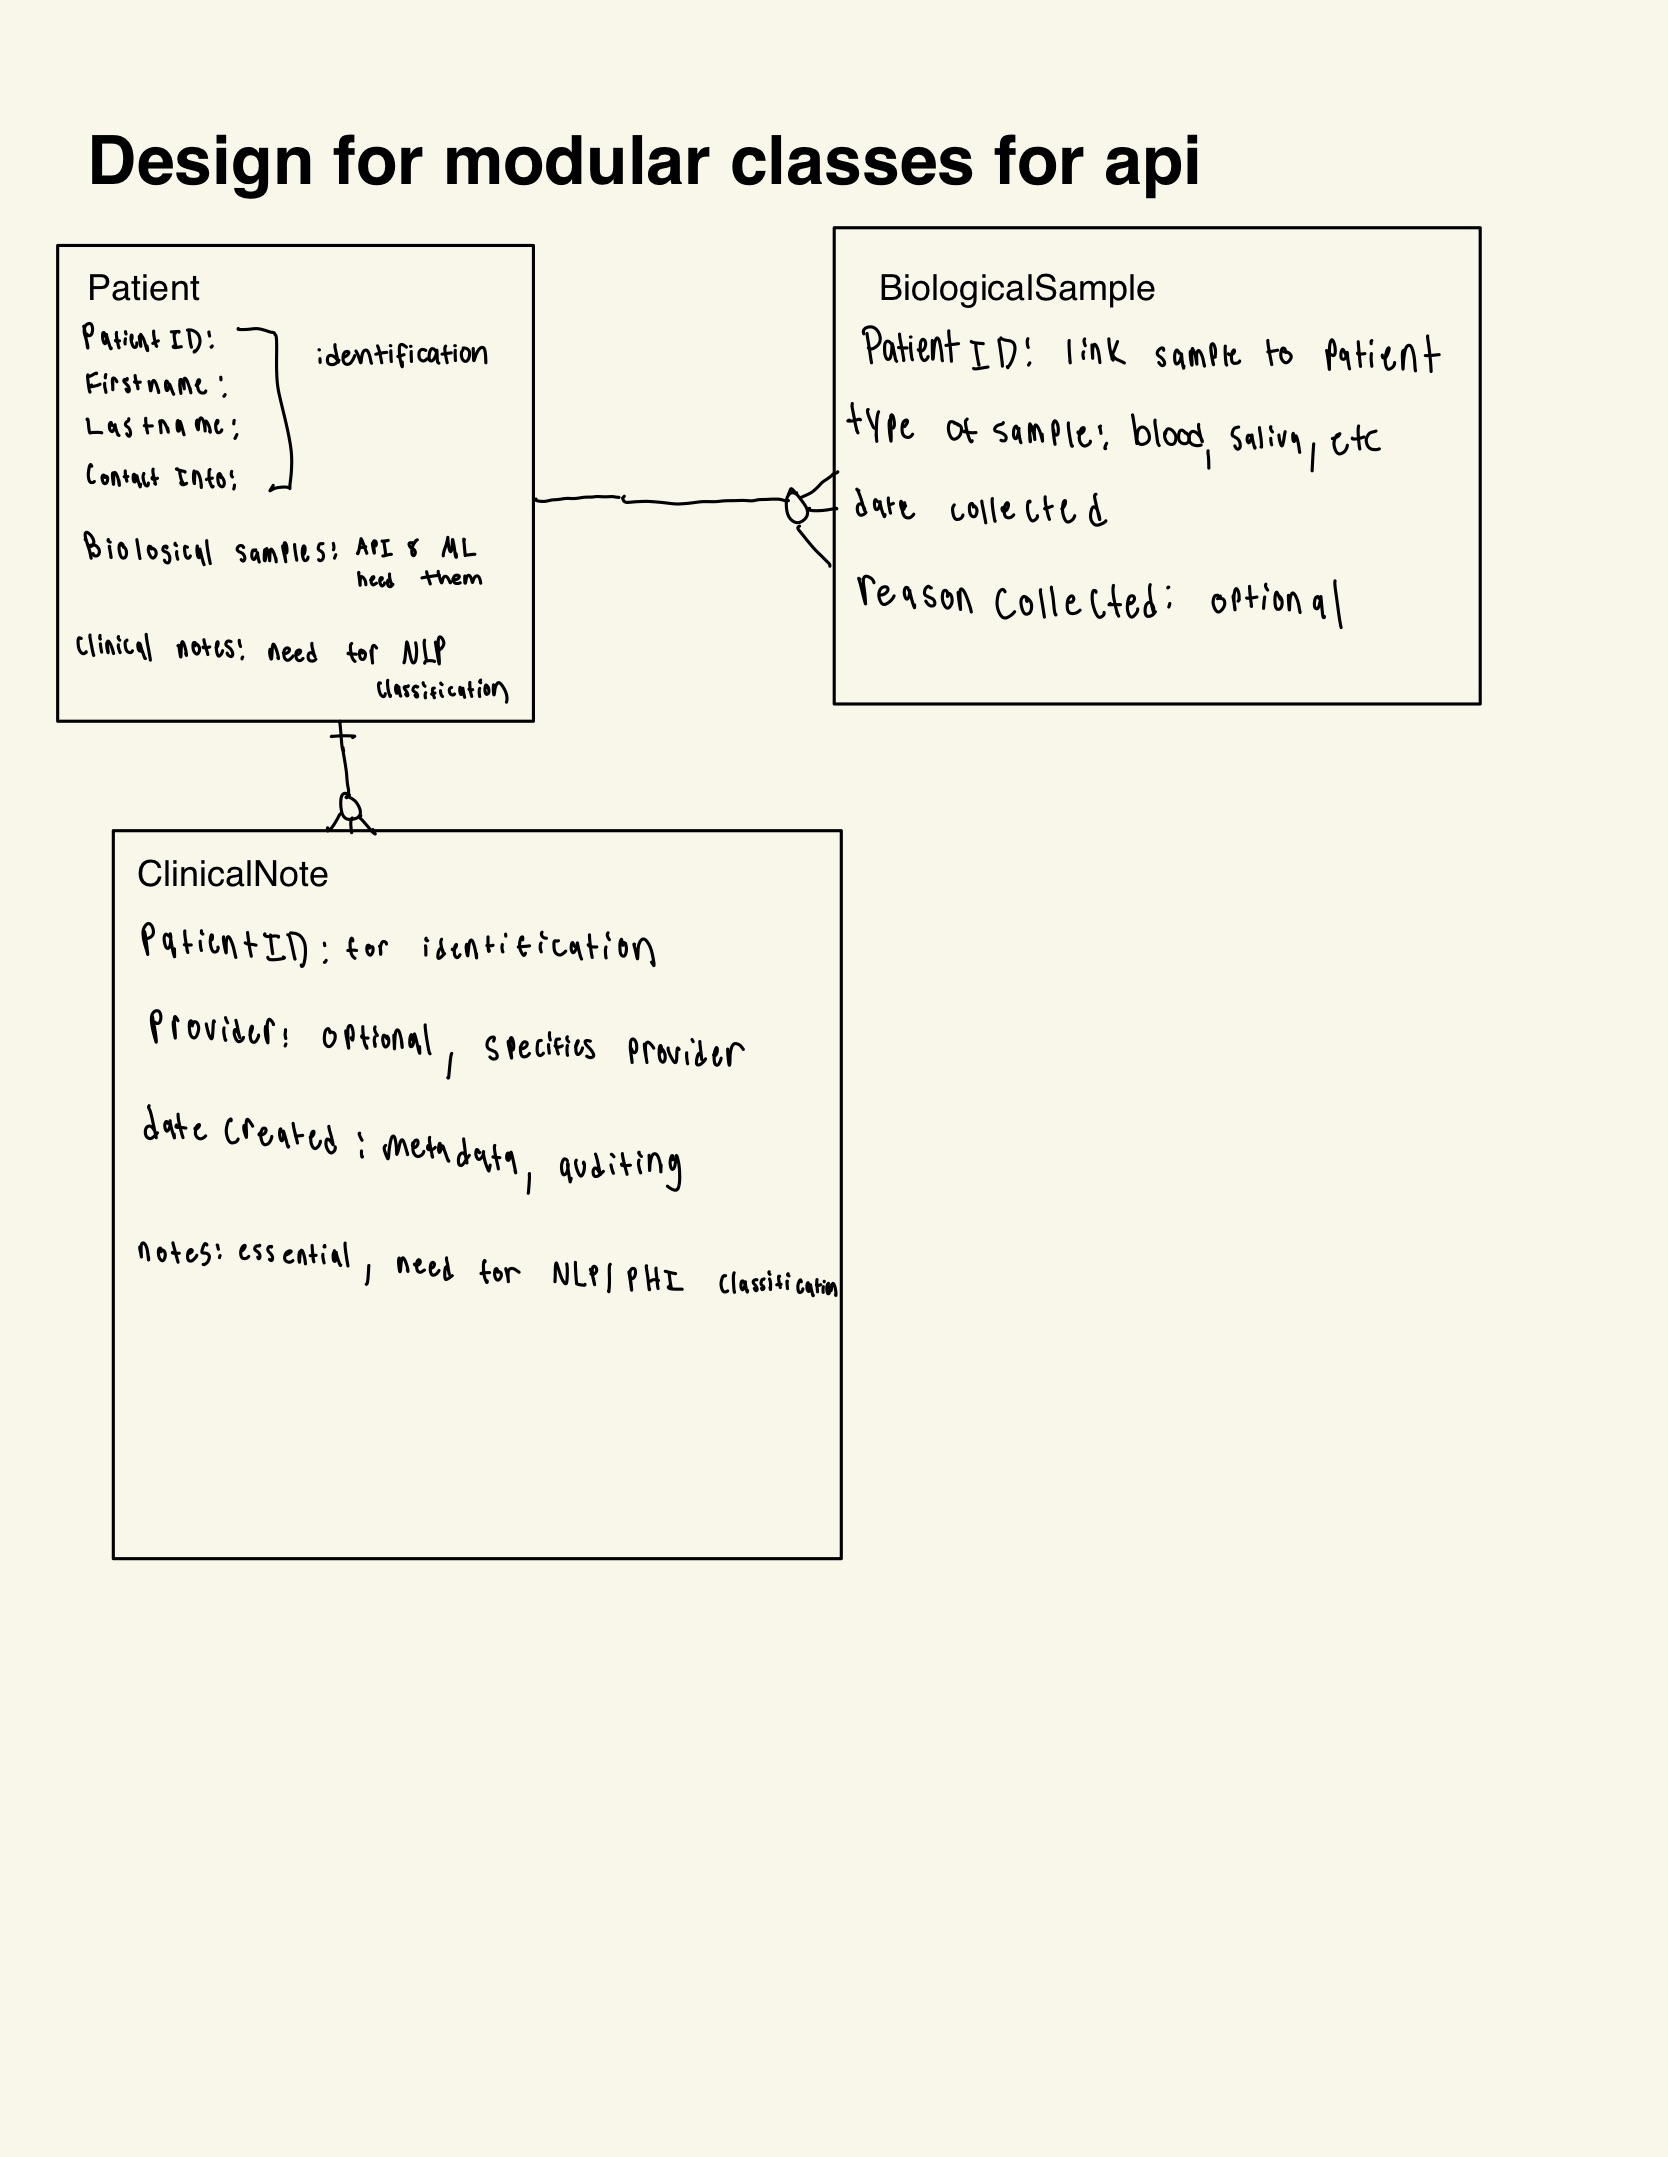 Design for modular classes for api
Patient
Patient ID:
Firstname:
Lastname:
Contact Info:
identification
Biological samples: API & ML
need them
Clinical notes: need for NLP
classification
BiologicalSample
Patient ID: link sample to patient
type of sample: blood, saliva, etc
date collected
reason collected: optional
ClinicalNote
PatientID: for identification
Provider: optional, specifies provider
date created: metadata, auditing
notes: essential, need for NLP/PHI classification